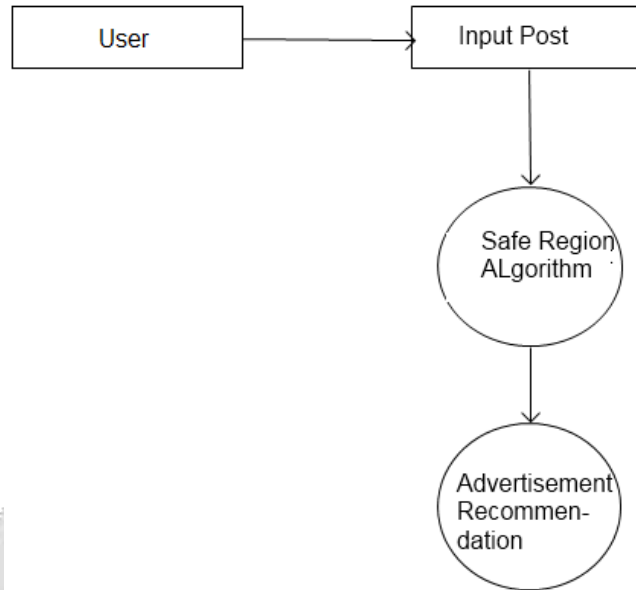 User
Input Post
Safe Region
ALgorithm
Advertisement
Recommen-
dation